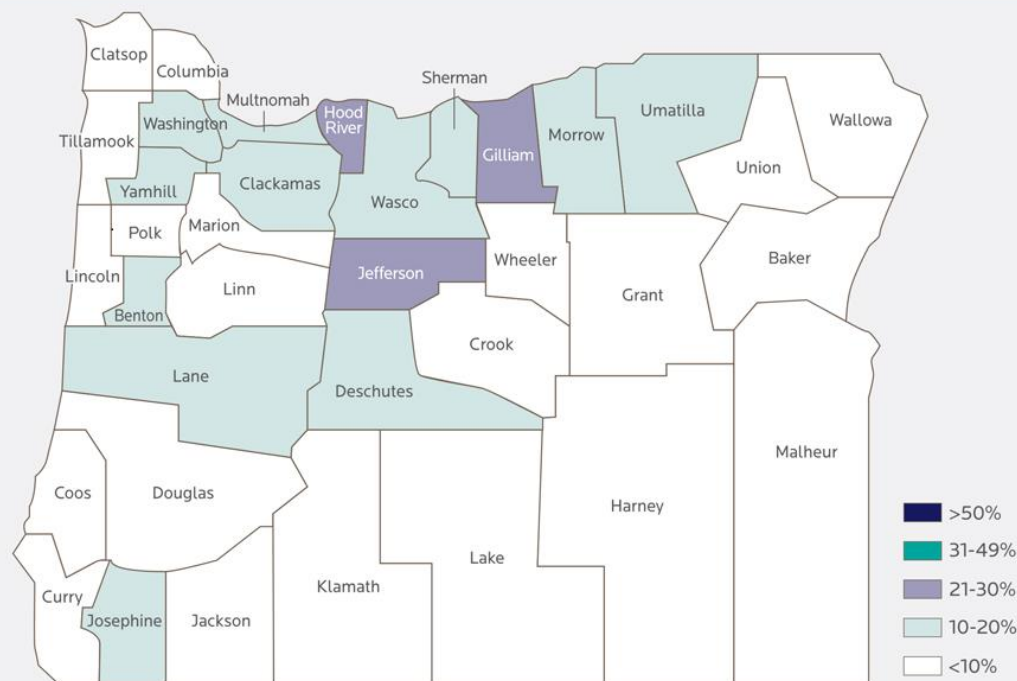 Clatsop
Columbia
Sherman
Multnomah
Hood
River
Washington
Tillamook
Umatilla
Wallowa
Morrow
Gilliam
Union
Yamhill
Clackamas
Wasco
Polk
Marion
Wheeler
Baker
Lincoln
Linn
Jefferson
Grant
Benton
Crook
Lane
Deschutes
Malheur
Coos
Douglas
Harney
Lake
Klamath
Curry
Josephine
Jackson
>50%
31-49%
21-30%
10-20%
<10%